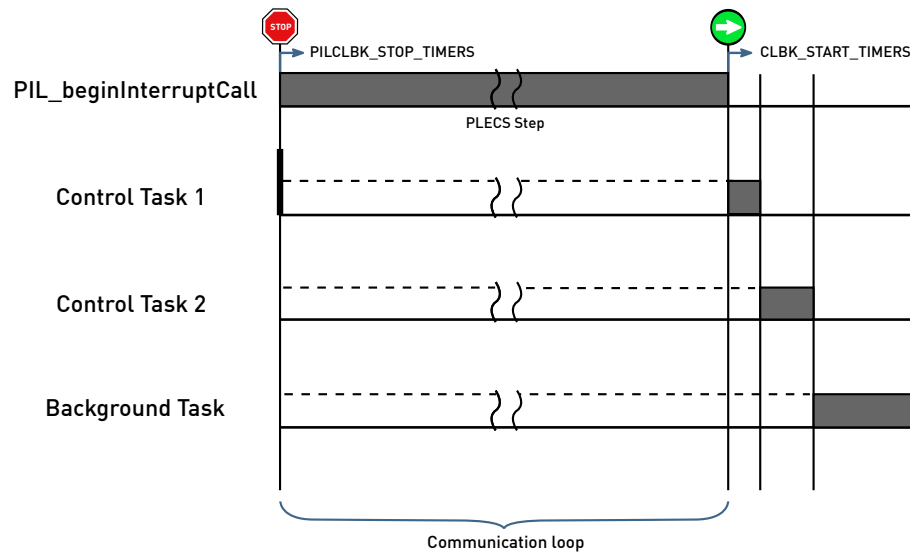 STOP
PILCLBK_STOP_TIMERS
CLBK_START_TIMERS
PIL_beginInterruptCall
PLECS Step
Control Task 1
Control Task 2
Background Task
Communication loop